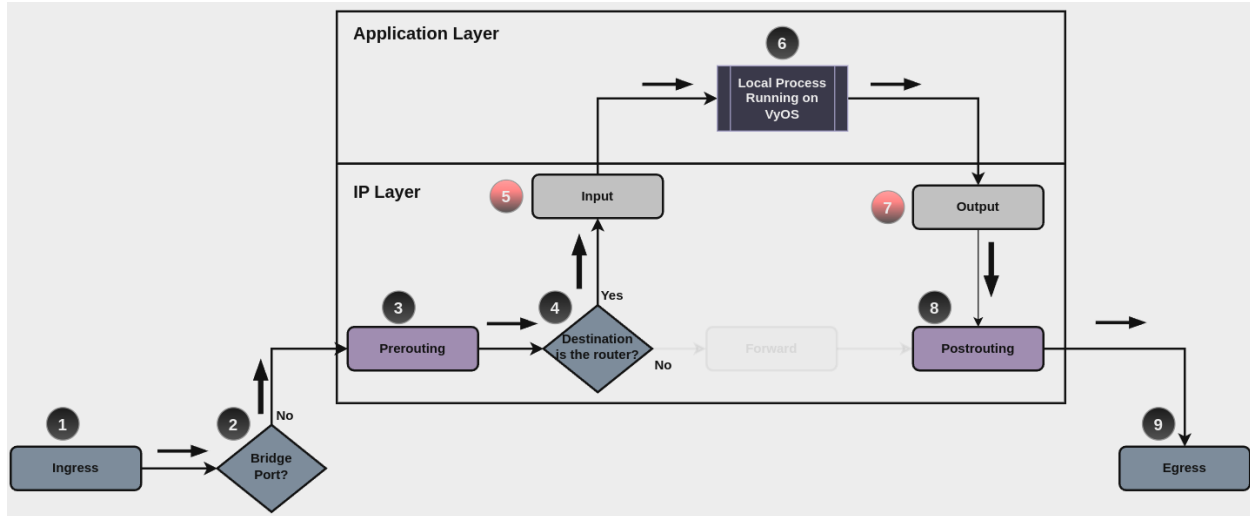 Application Layer
6
Local Process
Running on
VyOS
IP Layer
5
Input
7
Output
3
Prerouting
4
Yes
Destination
is the router?
No
Forward
8
Postrouting
1
Ingress
2
No
Bridge
Port?
9
Egress